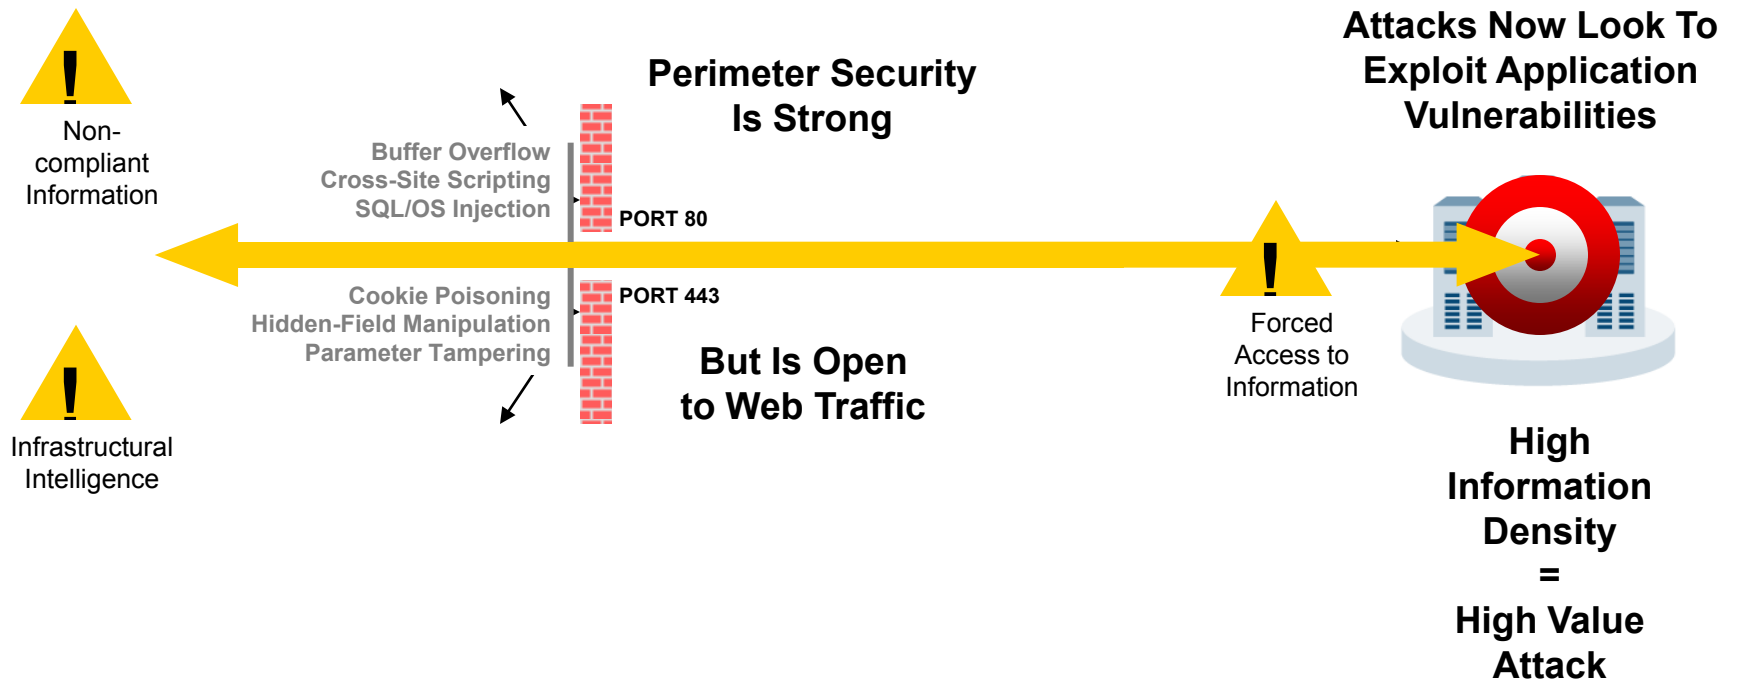 !
Non-
compliant
Information
!
Infrastructural
Intelligence
Buffer Overflow
Cross-Site Scripting
SQL/OS Injection
Cookie Poisoning
Hidden-Field Manipulation
Parameter Tampering
Perimeter Security
Is Strong
PORT 80
PORT 443
But Is Open
to Web Traffic
!
Forced
Access to
Information
Attacks Now Look To
Exploit Application
Vulnerabilities
High
Information
Density
=
High Value
Attack